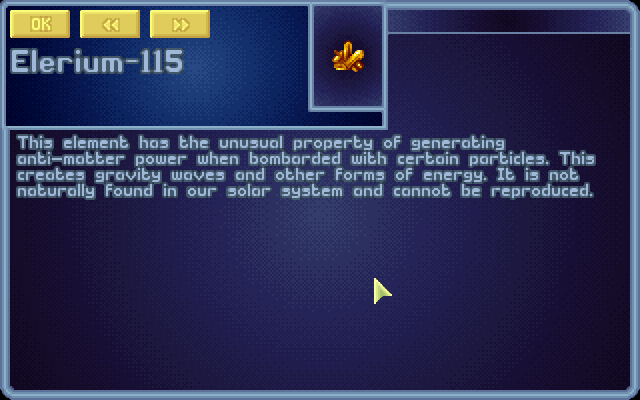 OK
Elerium-115
This element has the unusual property of generating
anti-matter power when bombarded with certain particles. This
creates gravity waves and other forms of energy. It is not
naturally found in our solar system and cannot be reproduced.